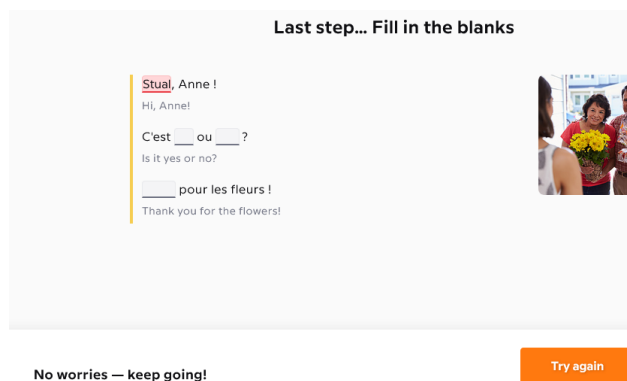 Last step... Fill in the blanks
Stual, Anne !
Hi, Anne!
C'est ou ?
Is it yes or no?
pour les fleurs !
Thank you for the flowers!
No worries — keep going!
Try again